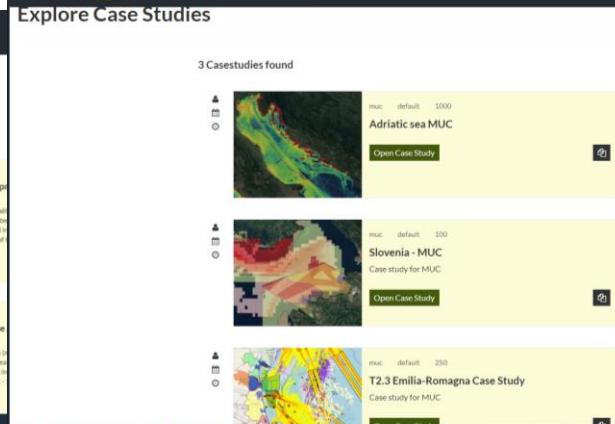 Explore Case Studies
3 Casestudies found
muc default 1000
Adriatic sea MUC
Open Case Study
muc default 100
Slovenia - MUC
Case study for MUC
Open Case Study
muc default 250
T2.3 Emilia-Romagna Case Study
Case study for MUC